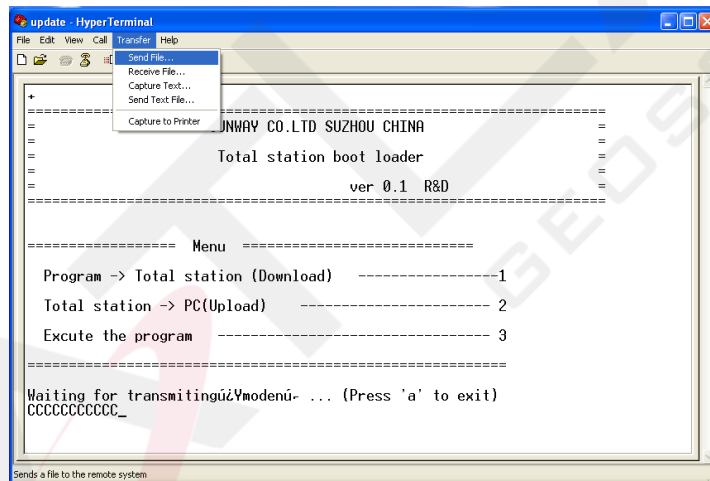 update - HyperTerminal
File Edit View Call Transfer Help
Send File...
Receive File...
Capture Text...
Send Text File...
Capture to Printer
+
=====================================================================
= UNWAY CO.LTD SUZHOU CHINA =
= =
= Total station boot loader =
= =
= ver 0.1 R&D =
=====================================================================
================== Menu ============================
Program -> Total station (Download) -----------------1
Total station -> PC(Upload) ----------------------- 2
Excute the program --------------------------------- 3
==========================================================
Waiting for transmitingú¿Ymodenú- ... (Press 'a' to exit)
CCCCCCCCCCC_
Sends a file to the remote system
GEOS